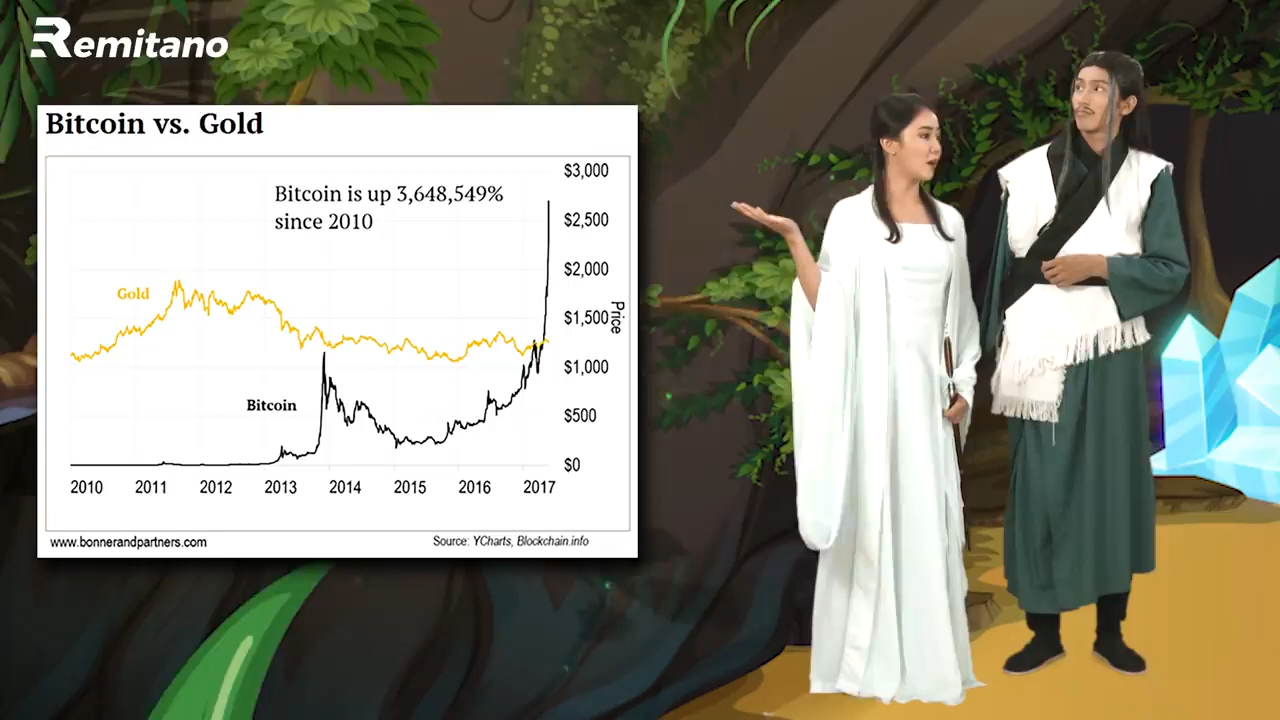 Remitano
Bitcoin vs. Gold
$3,000
Bitcoin is up 3,648,549%
since 2010
$2,500
$2,000
Gold
$1,500
Price
$1,000
Bitcoin
$500
$0
2010 2011 2012 2013 2014 2015 2016 2017
www.bonnerandpartners.com
Source: YCharts, Blockchain.info